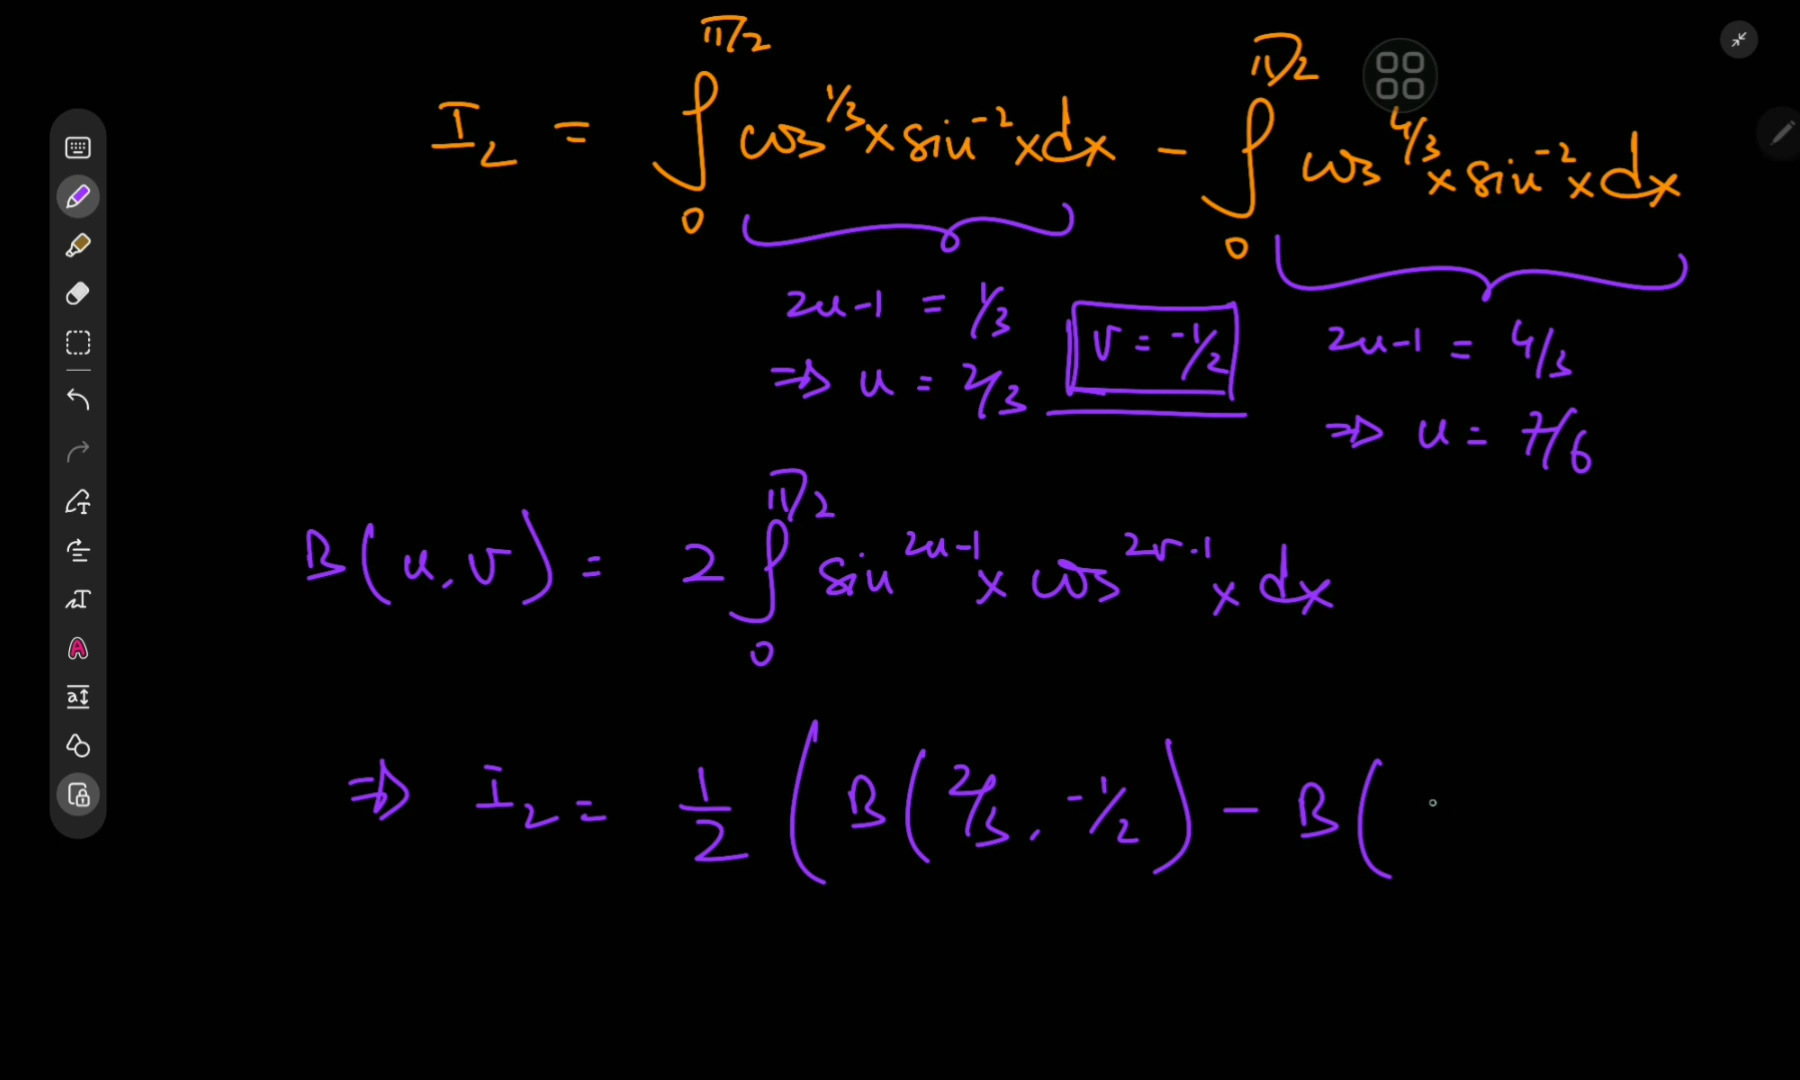 I₂ = ∫₀^{π/2} cos^{1/3}x sin^{-2}x dx − ∫₀^{π/2} cos^{4/3}x sin^{-2}x dx
2u-1 = 1/3
v = -1/2
2u-1 = 4/3
⇒ u = 2/3
⇒ u = 7/6
B(u, v) = 2 ∫₀^{π/2} sin^{2u-1}x cos^{2v-1}x dx
⇒ I₂ = 1/2 (B(2/3, -1/2) − B(